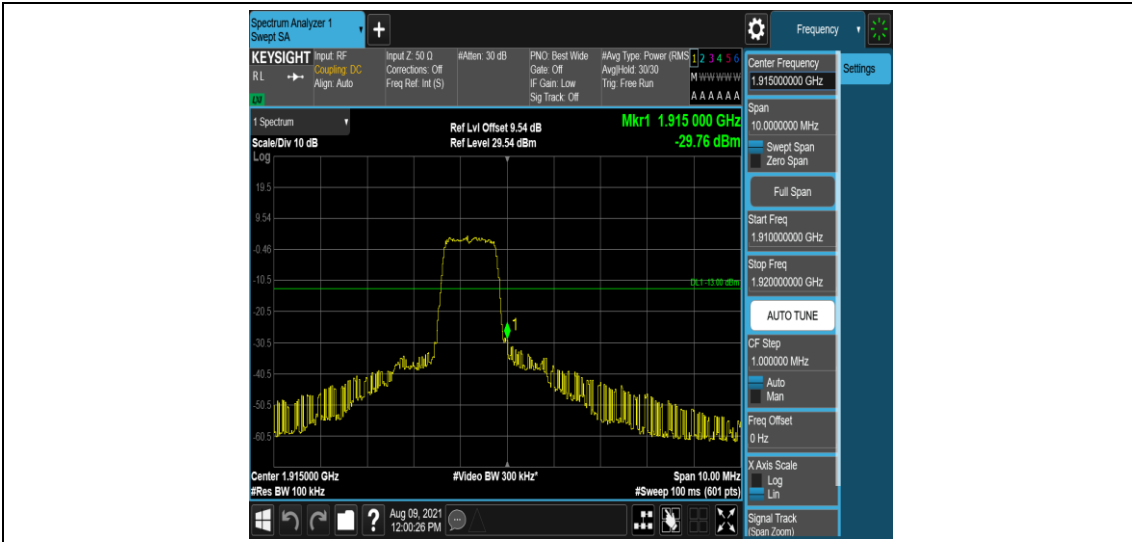 Spectrum Analyzer 1
Swept SA
+
Frequency
KEYSIGHT
RL
LXI
Input: RF
Coupling: DC
Align: Auto
Input Z: 50 Ω
Corrections: Off
Freq Ref: Int (S)
#Atten: 30 dB
PNO: Best Wide
Gate: Off
IF Gain: Low
Sig Track: Off
#Avg Type: Power (RMS
Avg|Hold: 30/30
Trig: Free Run
1 2 3 4 5 6
M W W W W W
A A A A A A
1 Spectrum
Scale/Div 10 dB
Log
Ref Lvl Offset 9.54 dB
Ref Level 29.54 dBm
Mkr1 1.915 000 GHz
-29.76 dBm
19.5
9.54
-0.46
-10.5
-20.5
-30.5
-40.5
-50.5
-60.5
DL1 -13.00 dBm
1
Center 1.915000 GHz
#Res BW 100 kHz
#Video BW 300 kHz*
Span 10.00 MHz
#Sweep 100 ms (601 pts)
Center Frequency
1.915000000 GHz
Settings
Span
10.0000000 MHz
Swept Span
Zero Span
Full Span
Start Freq
1.910000000 GHz
Stop Freq
1.920000000 GHz
AUTO TUNE
CF Step
1.000000 MHz
Auto
Man
Freq Offset
0 Hz
X Axis Scale
Log
Lin
Signal Track
(Span Zoom)
?
Aug 09, 2021
12:00:26 PM